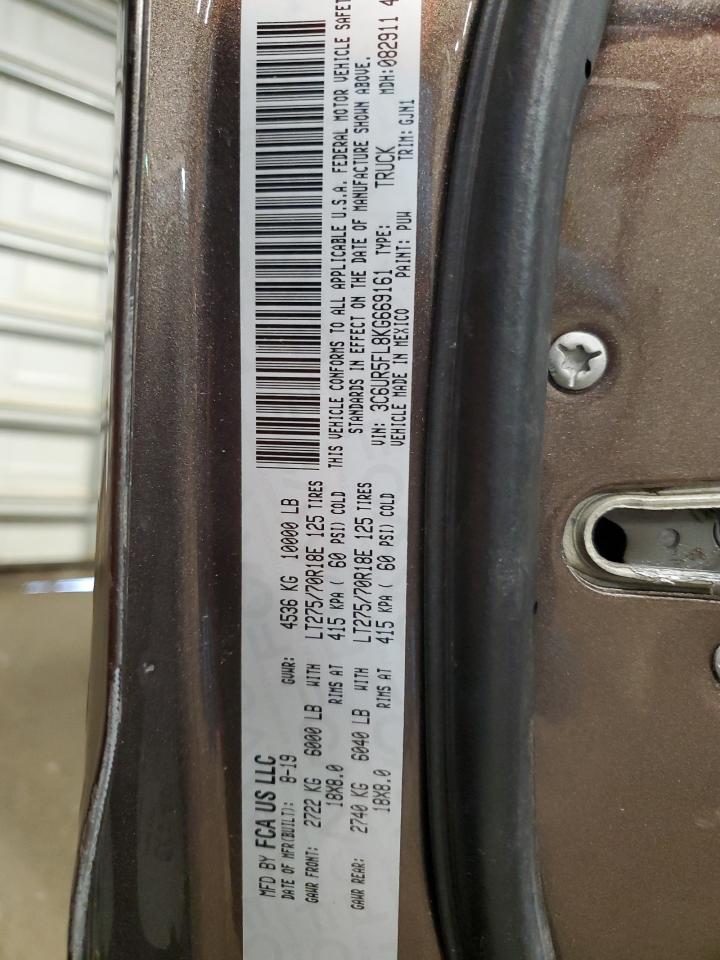 MFD BY FCA US LLC
DATE OF MFR(BUILT): 8-19 GVWR: 4536 KG 10000 LB
GAWR FRONT: 2722 KG 6000 LB WITH LT275/70R18E 125 TIRES
18X8.0 RIMS AT 415 KPA ( 60 PSI) COLD
GAWR REAR: 2740 KG 6040 LB WITH LT275/70R18E 125 TIRES
18X8.0 RIMS AT 415 KPA ( 60 PSI) COLD
THIS VEHICLE CONFORMS TO ALL APPLICABLE U.S.A. FEDERAL MOTOR VEHICLE SAFET
STANDARDS IN EFFECT ON THE DATE OF MANUFACTURE SHOWN ABOVE.
VIN: 3C6UR5FL8KG669161 TYPE: TRUCK MDH: 082911 4
VEHICLE MADE IN MEXICO PAINT: PUW TRIM: GJN1